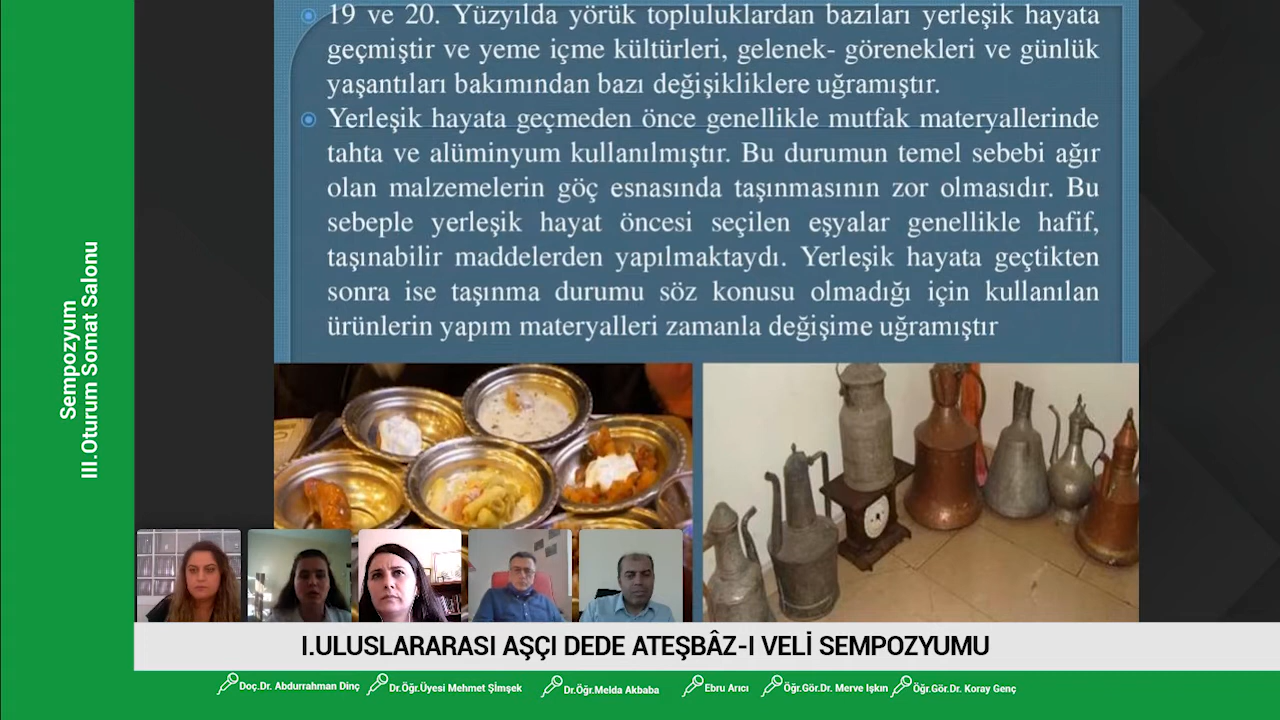 19 ve 20. Yüzyılda yörük topluluklardan bazıları yerleşik hayata
geçmiştir ve yeme içme kültürleri, gelenek- görenekleri ve günlük
yaşantıları bakımından bazı değişikliklere uğramıştır.
Yerleşik hayata geçmeden önce genellikle mutfak materyallerinde
tahta ve alüminyum kullanılmıştır. Bu durumun temel sebebi ağır
olan malzemelerin göç esnasında taşınmasının zor olmasıdır. Bu
sebeple yerleşik hayat öncesi seçilen eşyalar genellikle hafif,
taşınabilir maddelerden yapılmaktaydı. Yerleşik hayata geçtikten
sonra ise taşınma durumu söz konusu olmadığı için kullanılan
ürünlerin yapım materyalleri zamanla değişime uğramıştır
Sempozyum
III.Oturum Somat Salonu
I.ULUSLARARASI AŞÇI DEDE ATEŞBÂZ-I VELİ SEMPOZYUMU
Doç.Dr. Abdurrahman Dinç
Dr.Öğr.Üyesi Mehmet Şİmşek
Dr.Öğr.Melda Akbaba
Ebru Arıcı
Öğr.Gör.Dr. Merve Işkın
Öğr.Gör.Dr. Koray Genç